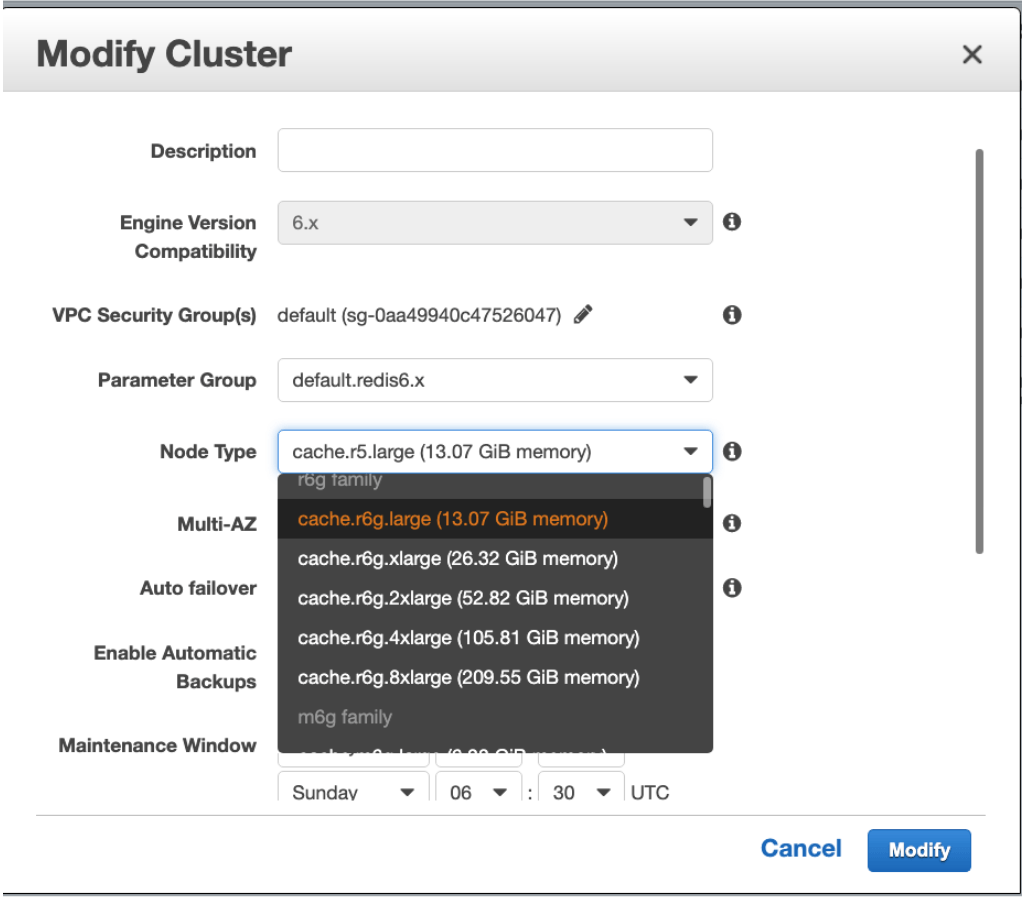 Modify Cluster
Description
Engine Version
Compatibility
6.x
VPC Security Group(s)
default (sg-0aa49940c47526047)
Parameter Group
default.redis6.x
Node Type
cache.r5.large (13.07 GiB memory)
r6g family
Multi-AZ
cache.r6g.large (13.07 GiB memory)
cache.r6g.xlarge (26.32 GiB memory)
Auto failover
cache.r6g.2xlarge (52.82 GiB memory)
cache.r6g.4xlarge (105.81 GiB memory)
Enable Automatic
Backups
cache.r6g.8xlarge (209.55 GiB memory)
m6g family
Maintenance Window
Sunday 06 : 30 UTC
Cancel
Modify